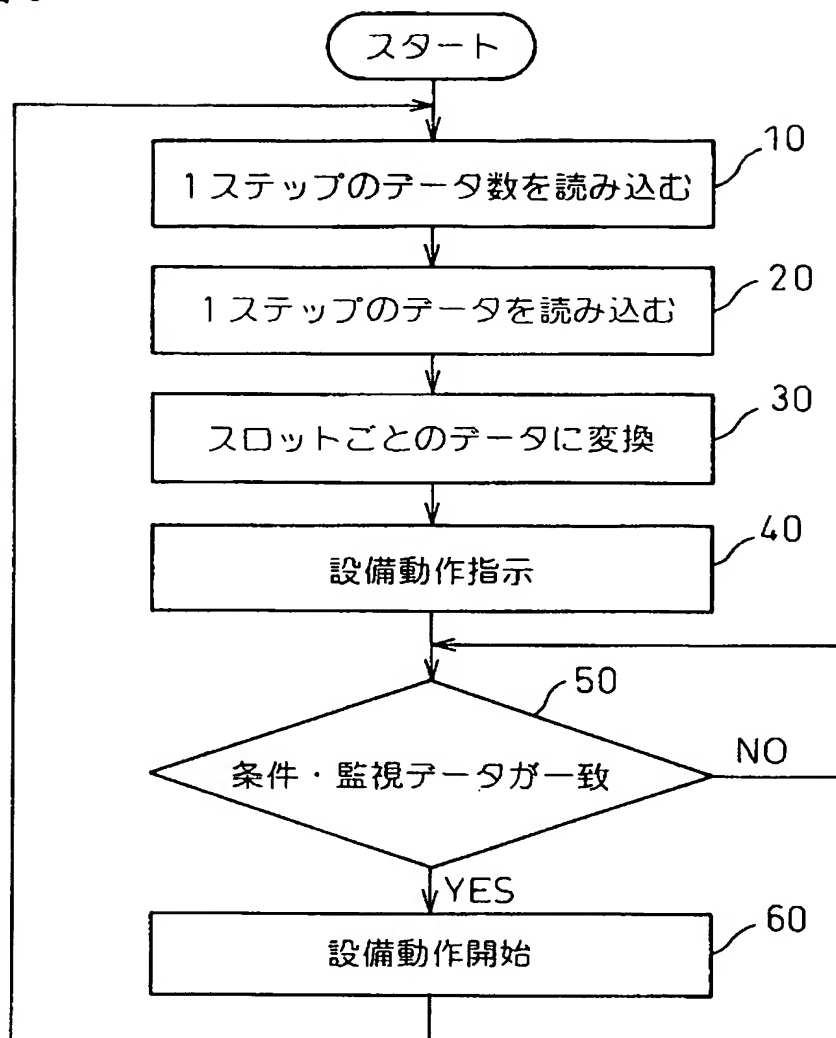 スタート
10
1ステップのデータ数を読み込む
20
1ステップのデータを読み込む
30
スロットごとのデータに変換
40
設備動作指示
50
条件・監視データが一致
NO
YES
60
設備動作開始